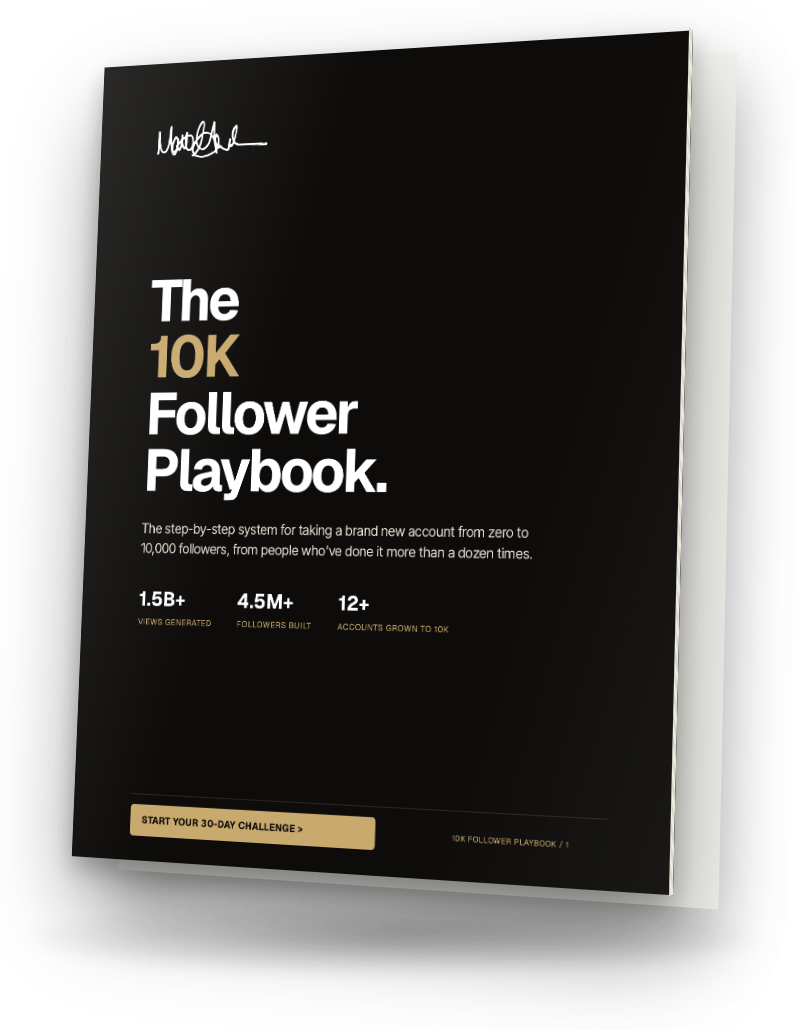 The
10K
Follower
Playbook.
The step-by-step system for taking a brand new account from zero to
10,000 followers, from people who've done it more than a dozen times.
1.5B+ 4.5M+ 12+
VIEWS GENERATED FOLLOWERS BUILT ACCOUNTS GROWN TO 10K
START YOUR 30-DAY CHALLENGE >
10K FOLLOWER PLAYBOOK / 1